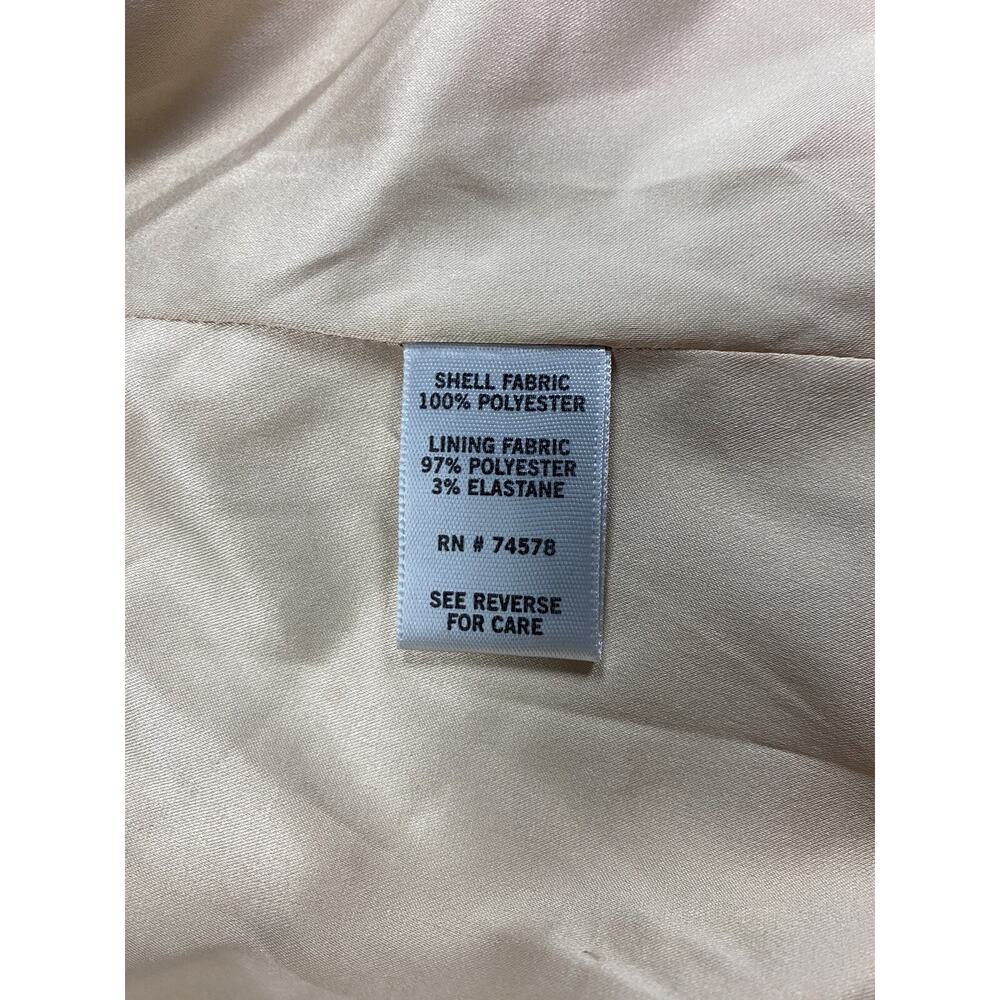 SHELL FABRIC
100% POLYESTER
LINING FABRIC
97% POLYESTER
3% ELASTANE
RN # 74578
SEE REVERSE
FOR CARE